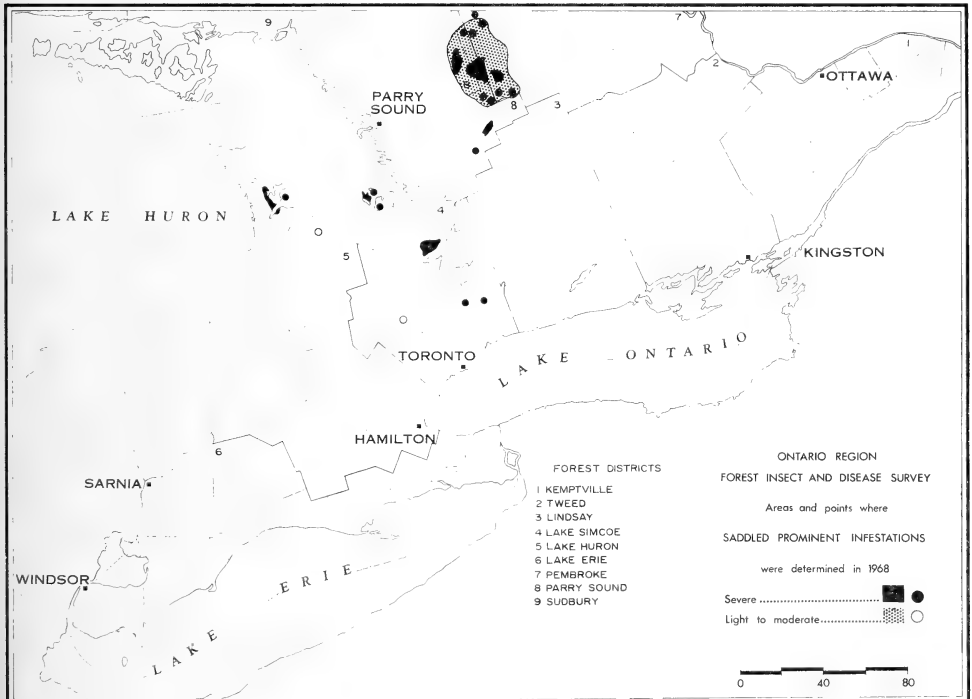 9
7
1
2
OTTAWA
PARRY
SOUND
8
3
4
LAKE HURON
5
KINGSTON
TORONTO
LAKE ONTARIO
HAMILTON
6
SARNIA
WINDSOR
LAKE ERIE
FOREST DISTRICTS
1 KEMPTVILLE
2 TWEED
3 LINDSAY
4 LAKE SIMCOE
5 LAKE HURON
6 LAKE ERIE
7 PEMBROKE
8 PARRY SOUND
9 SUDBURY
ONTARIO REGION
FOREST INSECT AND DISEASE SURVEY
Areas and points where
SADDLED PROMINENT INFESTATIONS
were determined in 1968
Severe
Light to moderate
0 40 80